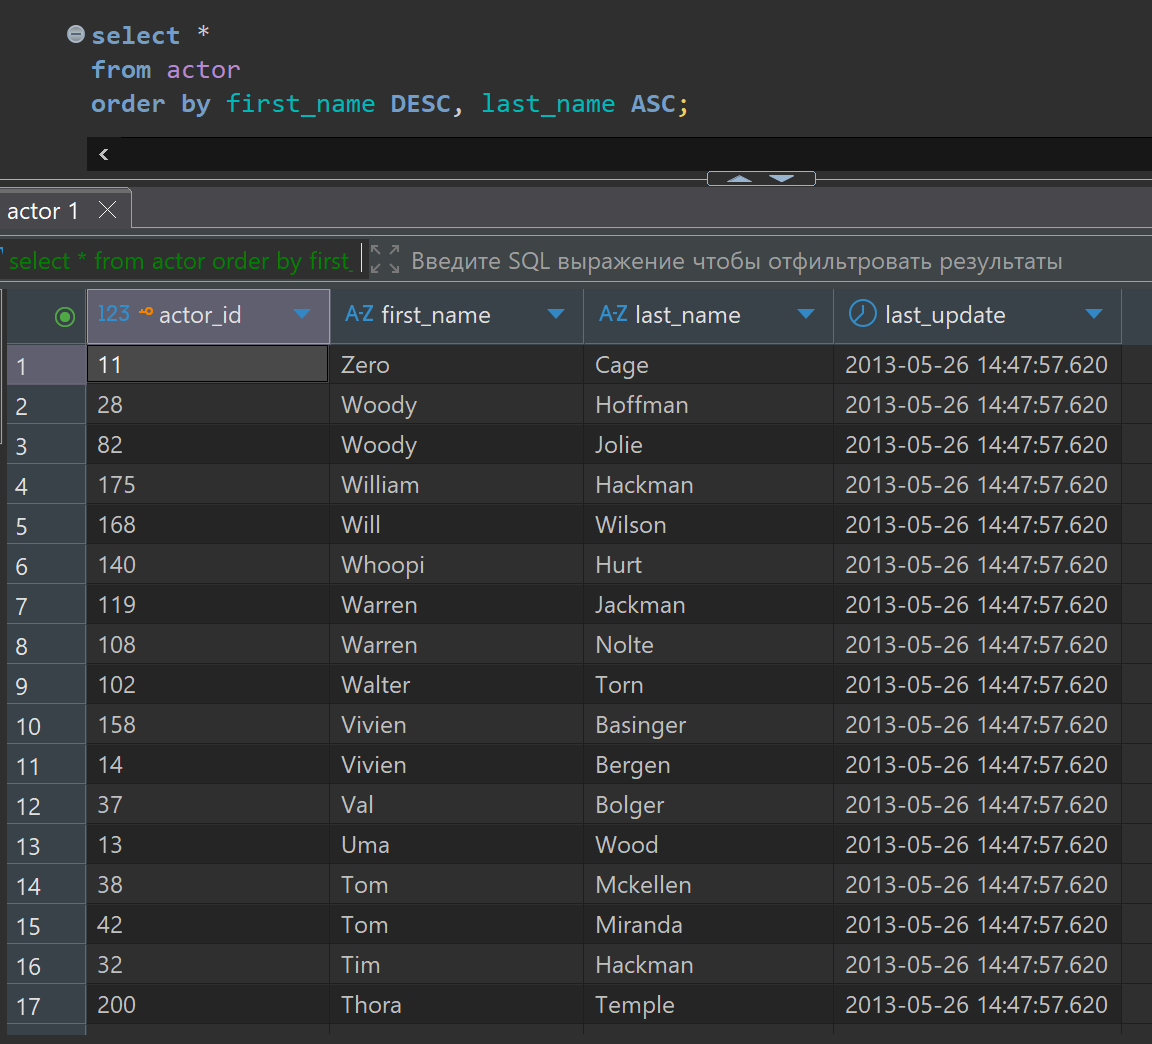 select *
from actor
order by first_name DESC, last_name ASC;
actor 1
select * from actor order by first_ Введите SQL выражение чтобы отфильтровать результаты
123 actor_id A-Z first_name A-Z last_name last_update
1 11 Zero Cage 2013-05-26 14:47:57.620
2 28 Woody Hoffman 2013-05-26 14:47:57.620
3 82 Woody Jolie 2013-05-26 14:47:57.620
4 175 William Hackman 2013-05-26 14:47:57.620
5 168 Will Wilson 2013-05-26 14:47:57.620
6 140 Whoopi Hurt 2013-05-26 14:47:57.620
7 119 Warren Jackman 2013-05-26 14:47:57.620
8 108 Warren Nolte 2013-05-26 14:47:57.620
9 102 Walter Torn 2013-05-26 14:47:57.620
10 158 Vivien Basinger 2013-05-26 14:47:57.620
11 14 Vivien Bergen 2013-05-26 14:47:57.620
12 37 Val Bolger 2013-05-26 14:47:57.620
13 13 Uma Wood 2013-05-26 14:47:57.620
14 38 Tom Mckellen 2013-05-26 14:47:57.620
15 42 Tom Miranda 2013-05-26 14:47:57.620
16 32 Tim Hackman 2013-05-26 14:47:57.620
17 200 Thora Temple 2013-05-26 14:47:57.620